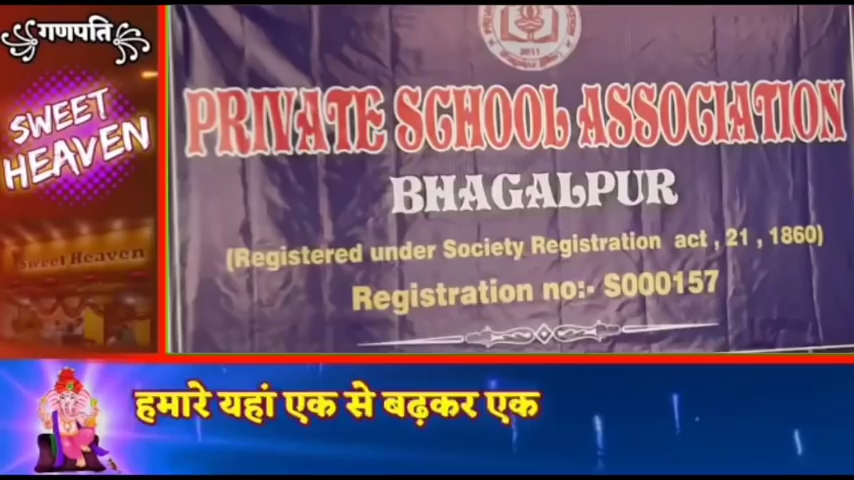 गणपति
SWEET
HEAVEN
Sweet Heaven
2011
PRIVATE SCHOOL ASSOCIATION
BHAGALPUR
(Registered under Society Registration act , 21 , 1860)
Registration no:- S000157
हमारे यहां एक से बढ़कर एक